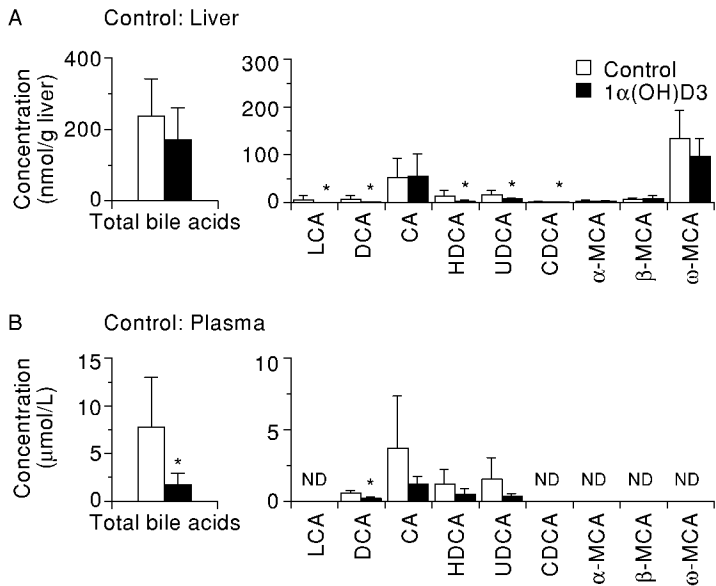 A Control: Liver
Concentration
(nmol/g liver)
400
200
0
Total bile acids
300
200
100
0
Control
1α(OH)D3
* * * * *
LCA
DCA
CA
HDCA
UDCA
CDCA
α-MCA
β-MCA
ω-MCA
B Control: Plasma
Concentration
(μmol/L)
15
10
5
0
*
Total bile acids
10
5
0
ND * ND ND ND ND
LCA
DCA
CA
HDCA
UDCA
CDCA
α-MCA
β-MCA
ω-MCA